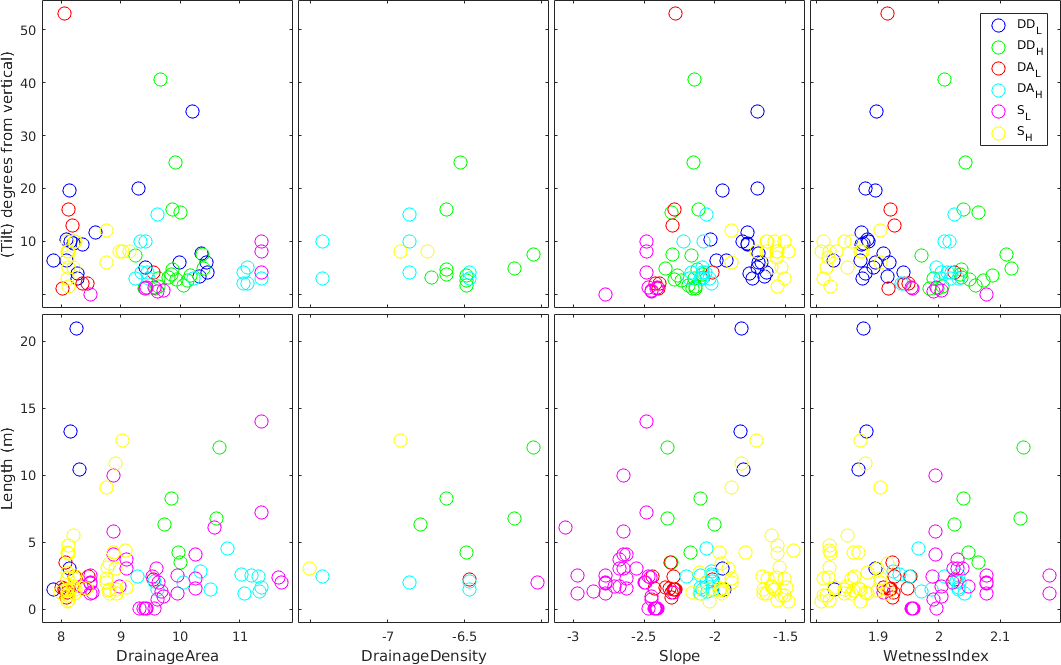 50
40
30
20
10
(Tilt) degrees from vertical)
DD_L
DD_H
DA_L
DA_H
S_L
S_H
20
15
10
5
0
Length (m)
8 9 10 11
-7 -6.5
-3 -2.5 -2 -1.5
1.9 2 2.1
DrainageArea
DrainageDensity
Slope
WetnessIndex